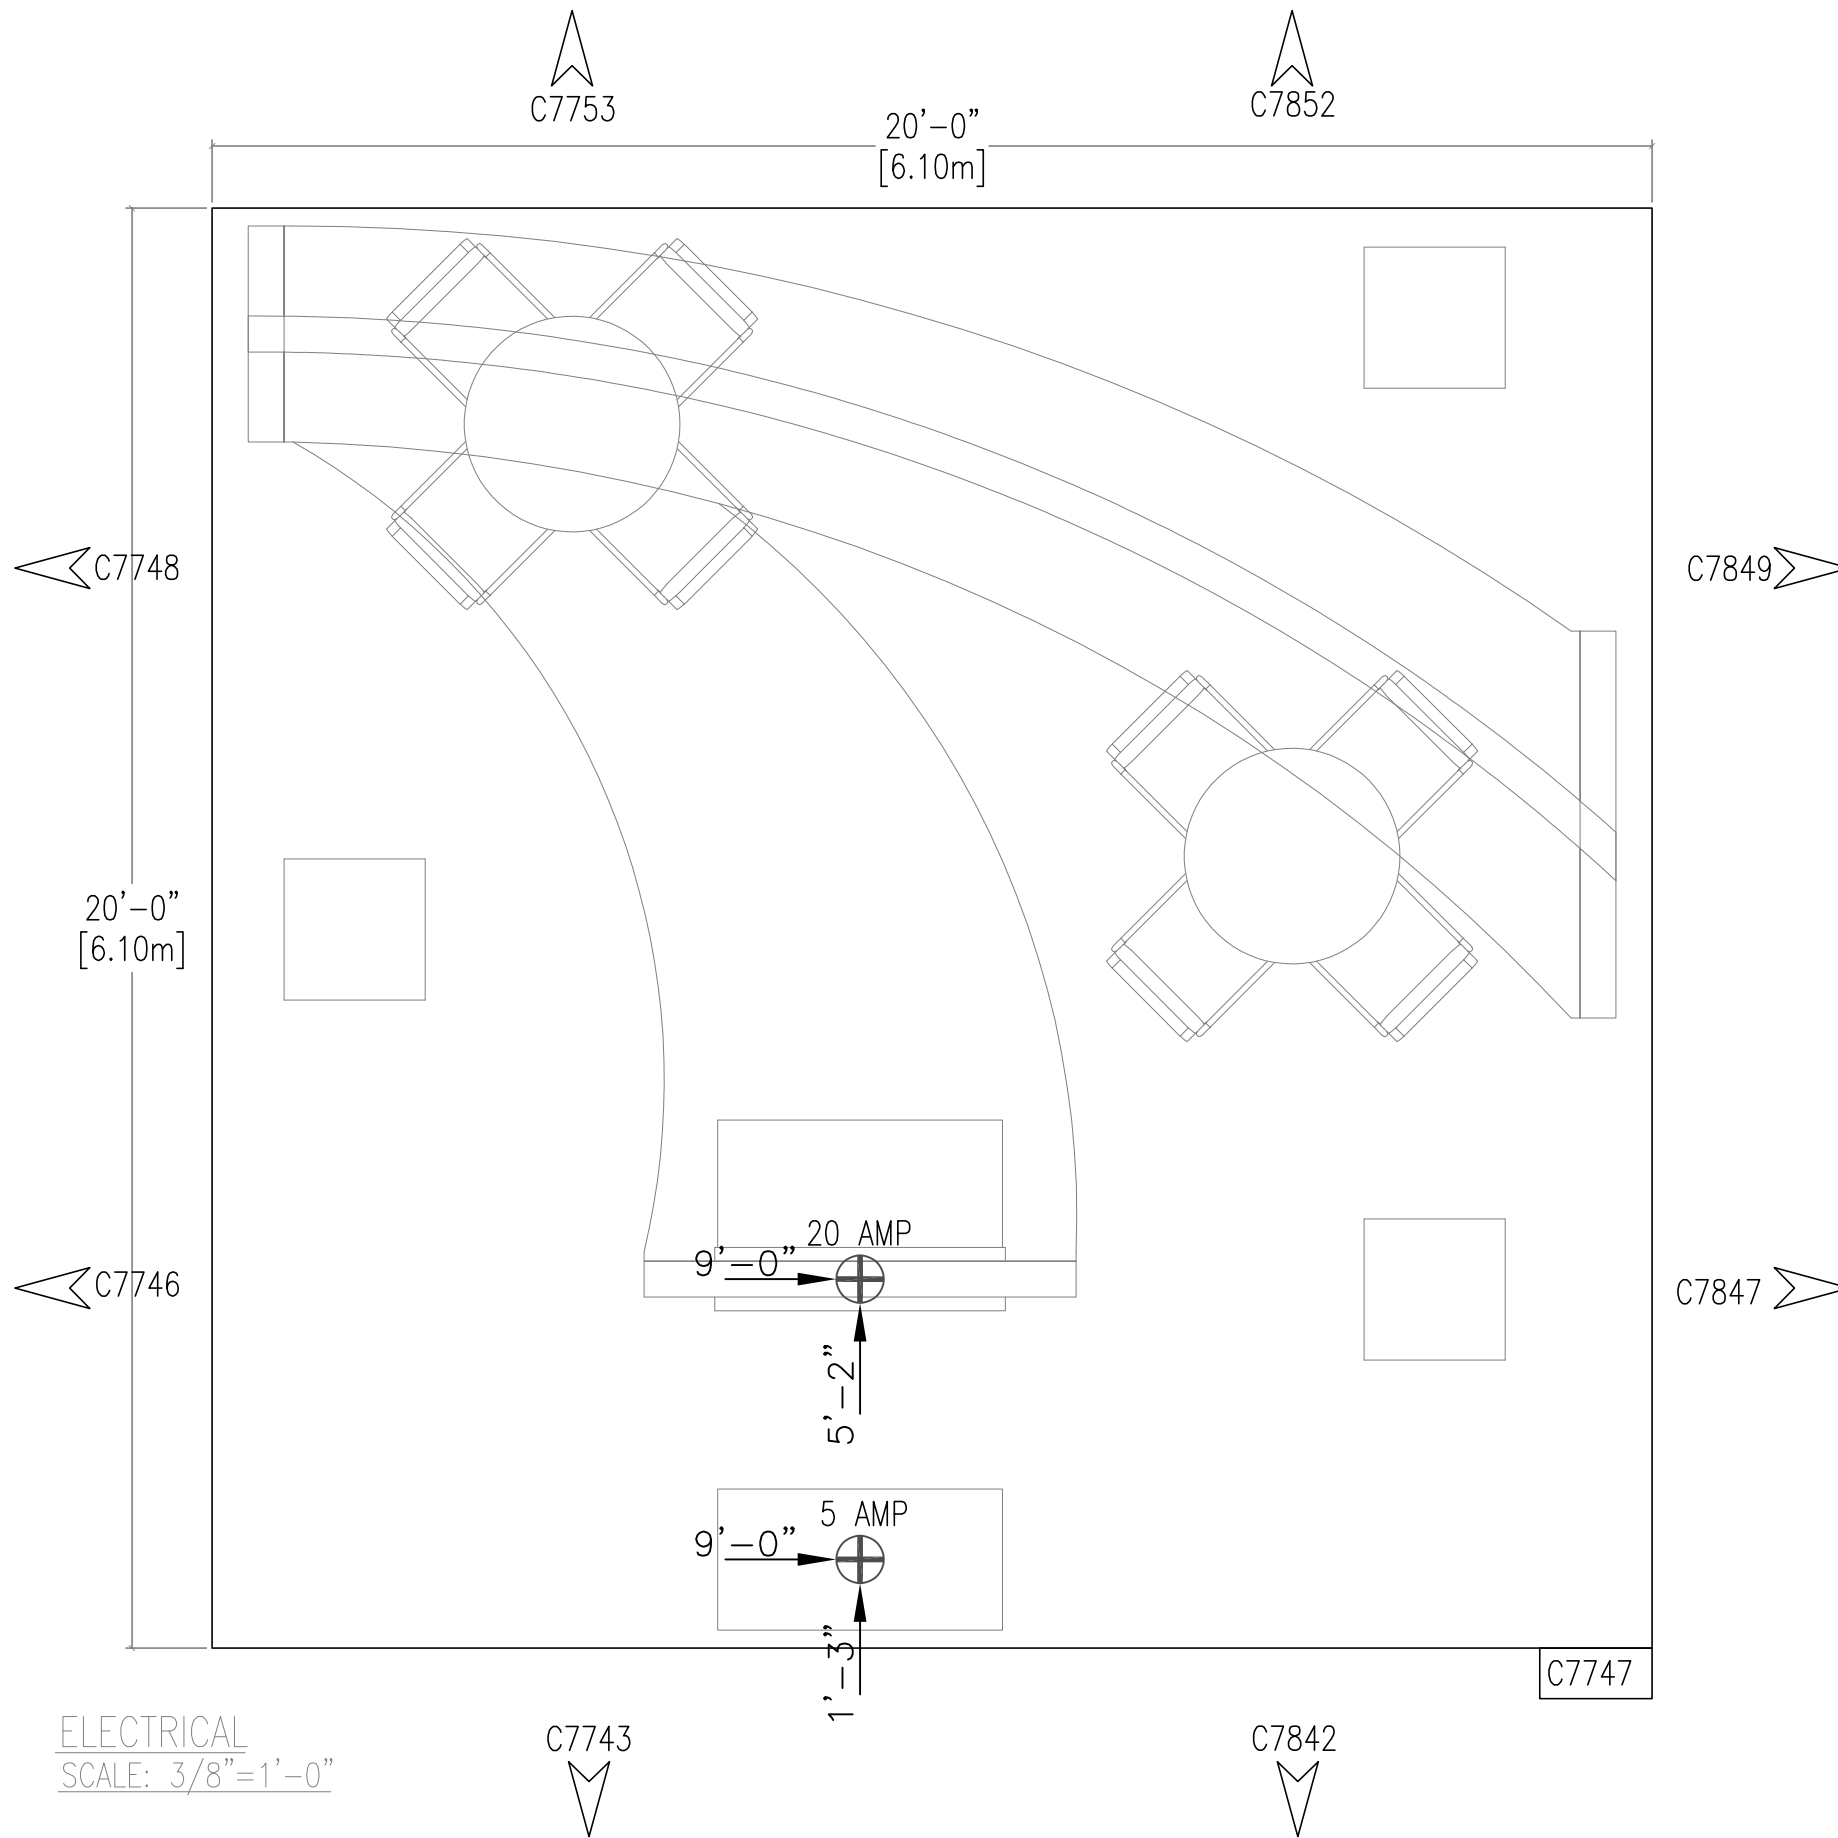 C7753
C7852
20'-0"
[6.10m]
C7748
C7849
20'-0"
[6.10m]
20 AMP
9'-0"
C7746
C7847
5'-2"
5 AMP
9'-0"
1'-3"
C7747
ELECTRICAL
SCALE: 3/8"=1'-0"
C7743
C7842